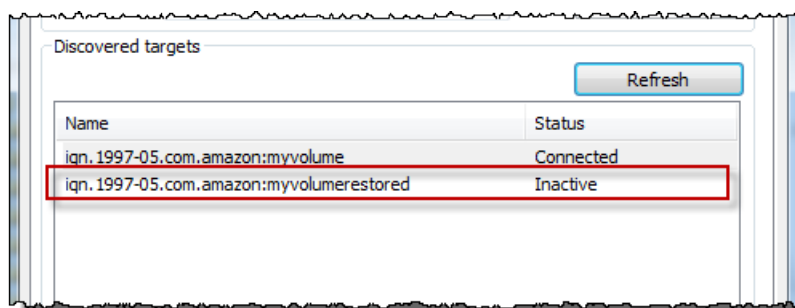 Discovered targets
Refresh
Name Status
iqn.1997-05.com.amazon:myvolume Connected
iqn.1997-05.com.amazon:myvolumerestored Inactive